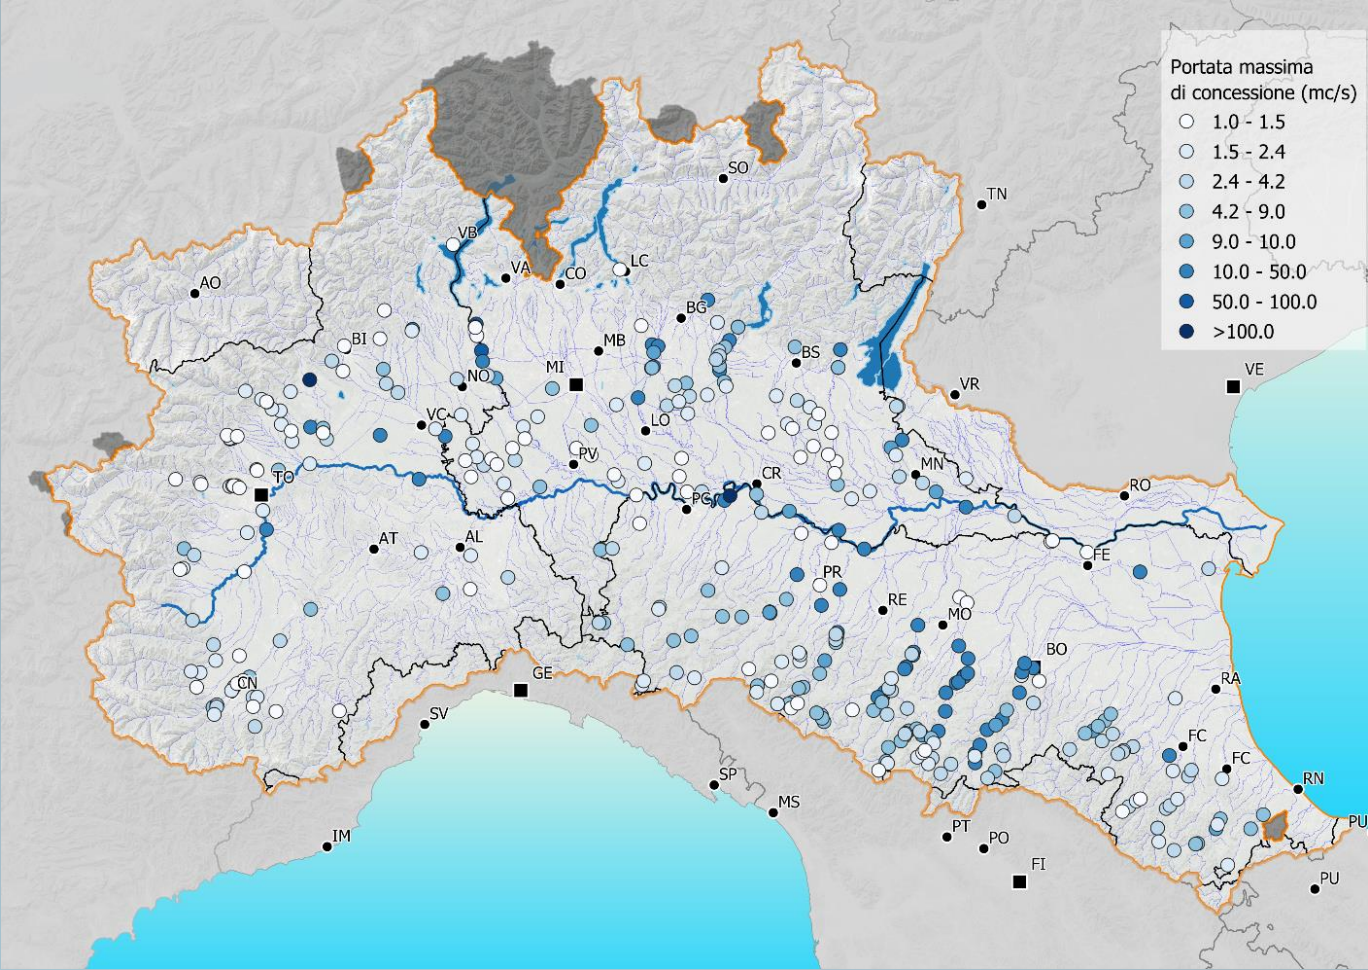 Portata massima
di concessione (mc/s)
1.0 - 1.5
1.5 - 2.4
2.4 - 4.2
4.2 - 9.0
9.0 - 10.0
10.0 - 50.0
50.0 - 100.0
>100.0
SO
TN
VB
LC
VA
CO
AO
BG
BI
MB
BS
MI
VE
NO
VR
VC
LO
PV
MN
TO
CR
RO
PC
AT
AL
FE
PR
RE
MO
BO
GE
CN
RA
SV
FC
FC
SP
RN
MS
PU
IM
PT
PO
FI
PU